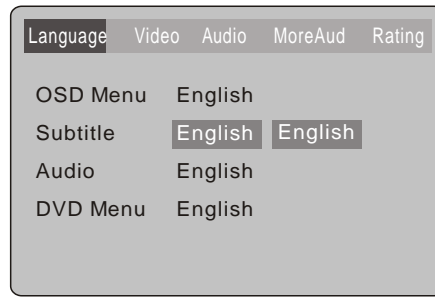 Language Video Audio MoreAud Rating
OSD Menu English
Subtitle English English
Audio English
DVD Menu English